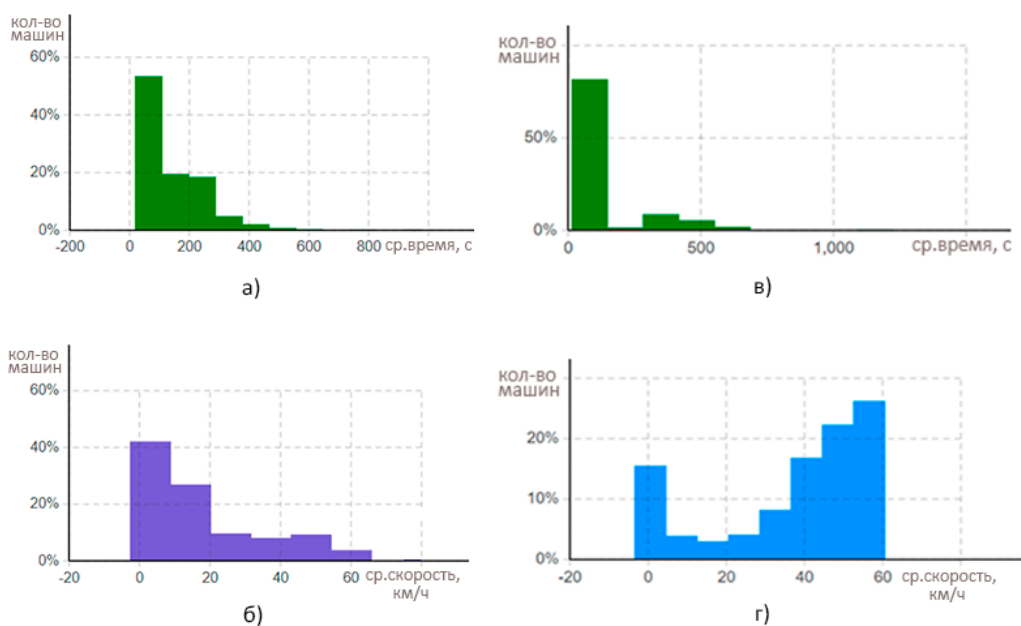 кол-во
машин
60%
40%
20%
0%
-200
0
200
400
600
800
ср.время, с
а)
кол-во
машин
50%
0%
0
500
1,000
ср.время, с
в)
кол-во
машин
60%
40%
20%
0%
-20
0
20
40
60
ср.скорость,
км/ч
б)
кол-во
машин
20%
10%
0%
-20
0
20
40
60
ср.скорость,
км/ч
г)